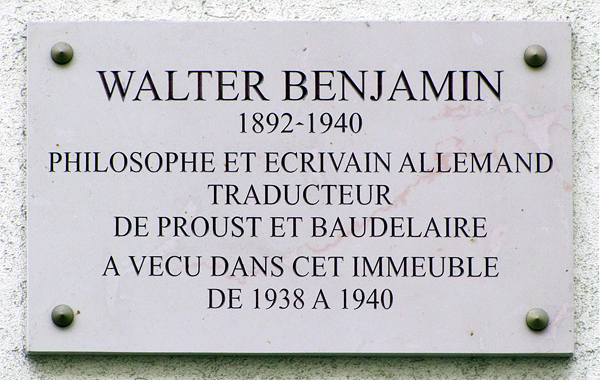 WALTER BENJAMIN
1892-1940
PHILOSOPHE ET ECRIVAIN ALLEMAND
TRADUCTEUR
DE PROUST ET BAUDELAIRE
A VECU DANS CET IMMEUBLE
DE 1938 A 1940